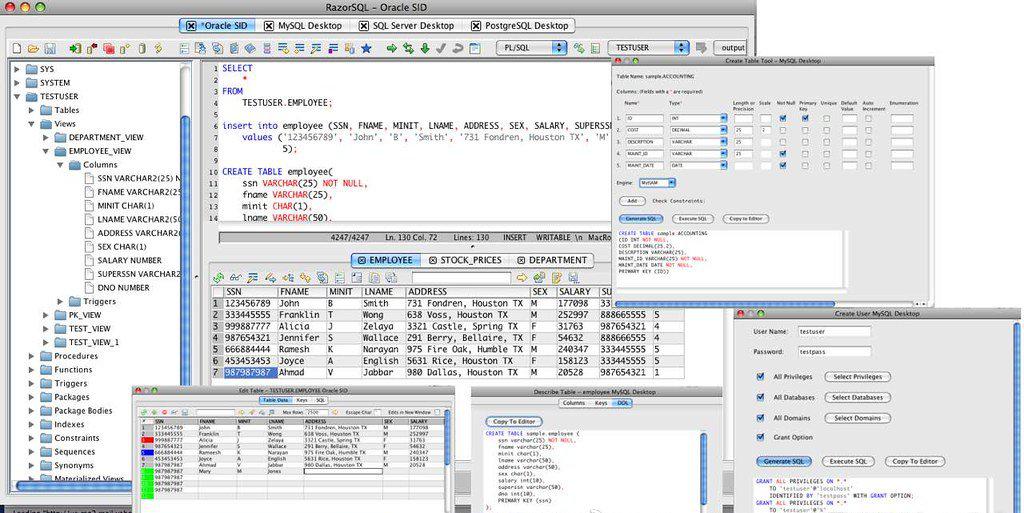 RazorSQL – Oracle SID
*Oracle SID
MySQL Desktop
SQL Server Desktop
PostgreSQL Desktop
PL/SQL
TESTUSER
output
SYS
SYSTEM
TESTUSER
Tables
Views
DEPARTMENT_VIEW
EMPLOYEE_VIEW
Columns
SSN VARCHAR2(25) N
FNAME VARCHAR2(25
MINIT CHAR(1)
LNAME VARCHAR2(50
ADDRESS VARCHAR2
SEX CHAR(1)
SALARY NUMBER
SUPERSSN VARCHAR2
DNO NUMBER
Triggers
PK_VIEW
TEST_VIEW
TEST_VIEW_1
Procedures
Functions
Triggers
Packages
Package Bodies
Indexes
Constraints
Sequences
Synonyms
Materialized Views
1 SELECT
2 *
3 FROM
4 TESTUSER.EMPLOYEE;
5
6 insert into employee (SSN, FNAME, MINIT, LNAME, ADDRESS, SEX, SALARY, SUPERSSN
7 values ('123456789', 'John', 'B', 'Smith', '731 Fondren, Houston TX', 'M'
8 5);
9
10 CREATE TABLE employee(
11 ssn VARCHAR(25) NOT NULL,
12 fname VARCHAR(25),
13 minit CHAR(1),
14 lname VARCHAR(50),
4247/4247 Ln. 130 Col. 72 Lines: 130 INSERT WRITABLE \n MacRo
EMPLOYEE
STOCK_PRICES
DEPARTMENT
SSN FNAME MINIT LNAME ADDRESS SEX SALARY SU
1 123456789 John B Smith 731 Fondren, Houston TX M 177098 33344
2 333445555 Franklin T Wong 638 Voss, Houston TX M 252997 888665555 5
3 999887777 Alicia J Zelaya 3321 Castle, Spring TX F 31763 987654321 4
4 987654321 Jennifer S Wallace 291 Berry, Bellaire, TX F 54632 888665555 4
5 666884444 Ramesh K Narayan 975 Fire Oak, Humble TX M 240347 333445555 5
6 453453453 Joyce A English 5631 Rice, Houston TX F 158123 333445555 5
7 987987987 Ahmad V Jabbar 980 Dallas, Houston TX M 20528 987654321 1
Create Table Tool – MySQL Desktop
Table Name: sample.ACCOUNTING
Columns: (Fields with a * are required)
Name* Type* Length or Precision Scale Not Null Primary Key Unique Default Value Auto Increment Enumeration
1. ID INT
2. COST DECIMAL 25 2
3. DESCRIPTION VARCHAR 25
4. MAINT_ID VARCHAR 25
5. MAINT_DATE DATE
Engine: MyISAM
Add Check Constraints:
Generate SQL
Execute SQL
Copy to Editor
CREATE TABLE sample.ACCOUNTING
(ID INT NOT NULL,
COST DECIMAL(25,2),
DESCRIPTION VARCHAR(25),
MAINT_ID VARCHAR(25) NOT NULL,
MAINT_DATE DATE NOT NULL,
PRIMARY KEY (ID))
Create User MySQL Desktop
User Name: testuser
Password: testpass
All Privileges Select Privileges
All Databases Select Databases
All Domains Select Domains
Grant Option
Generate SQL
Execute SQL
Copy To Editor
GRANT ALL PRIVILEGES ON *.*
TO 'testuser'@'localhost'
IDENTIFIED BY 'testpass' WITH GRANT OPTION;
GRANT ALL PRIVILEGES ON *.*
TO 'testuser'@'%'
Edit Table – TESTUSER.EMPLOYEE Oracle SID
Table Data Keys SQL
Max Rows 2500 Escape Char Edits in New Window
SSN FNAME MINIT LNAME ADDRESS SEX SALARY
123456789 John B Smith 731 Fondren, Houston TX M 177098
333445555 Franklin T Wong 638 Voss, Houston TX M 252997
999887777 Alicia J Zelaya 3321 Castle, Spring TX F 31763
987654321 Jennifer S Wallace 291 Berry, Bellaire, TX F 54632
666884444 Ramesh K Narayan 975 Fire Oak, Humble TX M 240347
453453453 Joyce A English 5631 Rice, Houston TX F 158123
987987987 Ahmad V Jabbar 980 Dallas, Houston TX M 20528
987987987 Mary M Jones
987987987
987987987
987987987
Describe Table – employee MySQL Desktop
Columns Keys DDL
Copy To Editor
CREATE TABLE sample.employee (
ssn varchar(25) NOT NULL,
fname varchar(25),
minit char(1),
lname varchar(50),
address varchar(50),
sex char(1),
salary int(10),
superssn varchar(50),
dno int(10),
PRIMARY KEY (ssn)
);